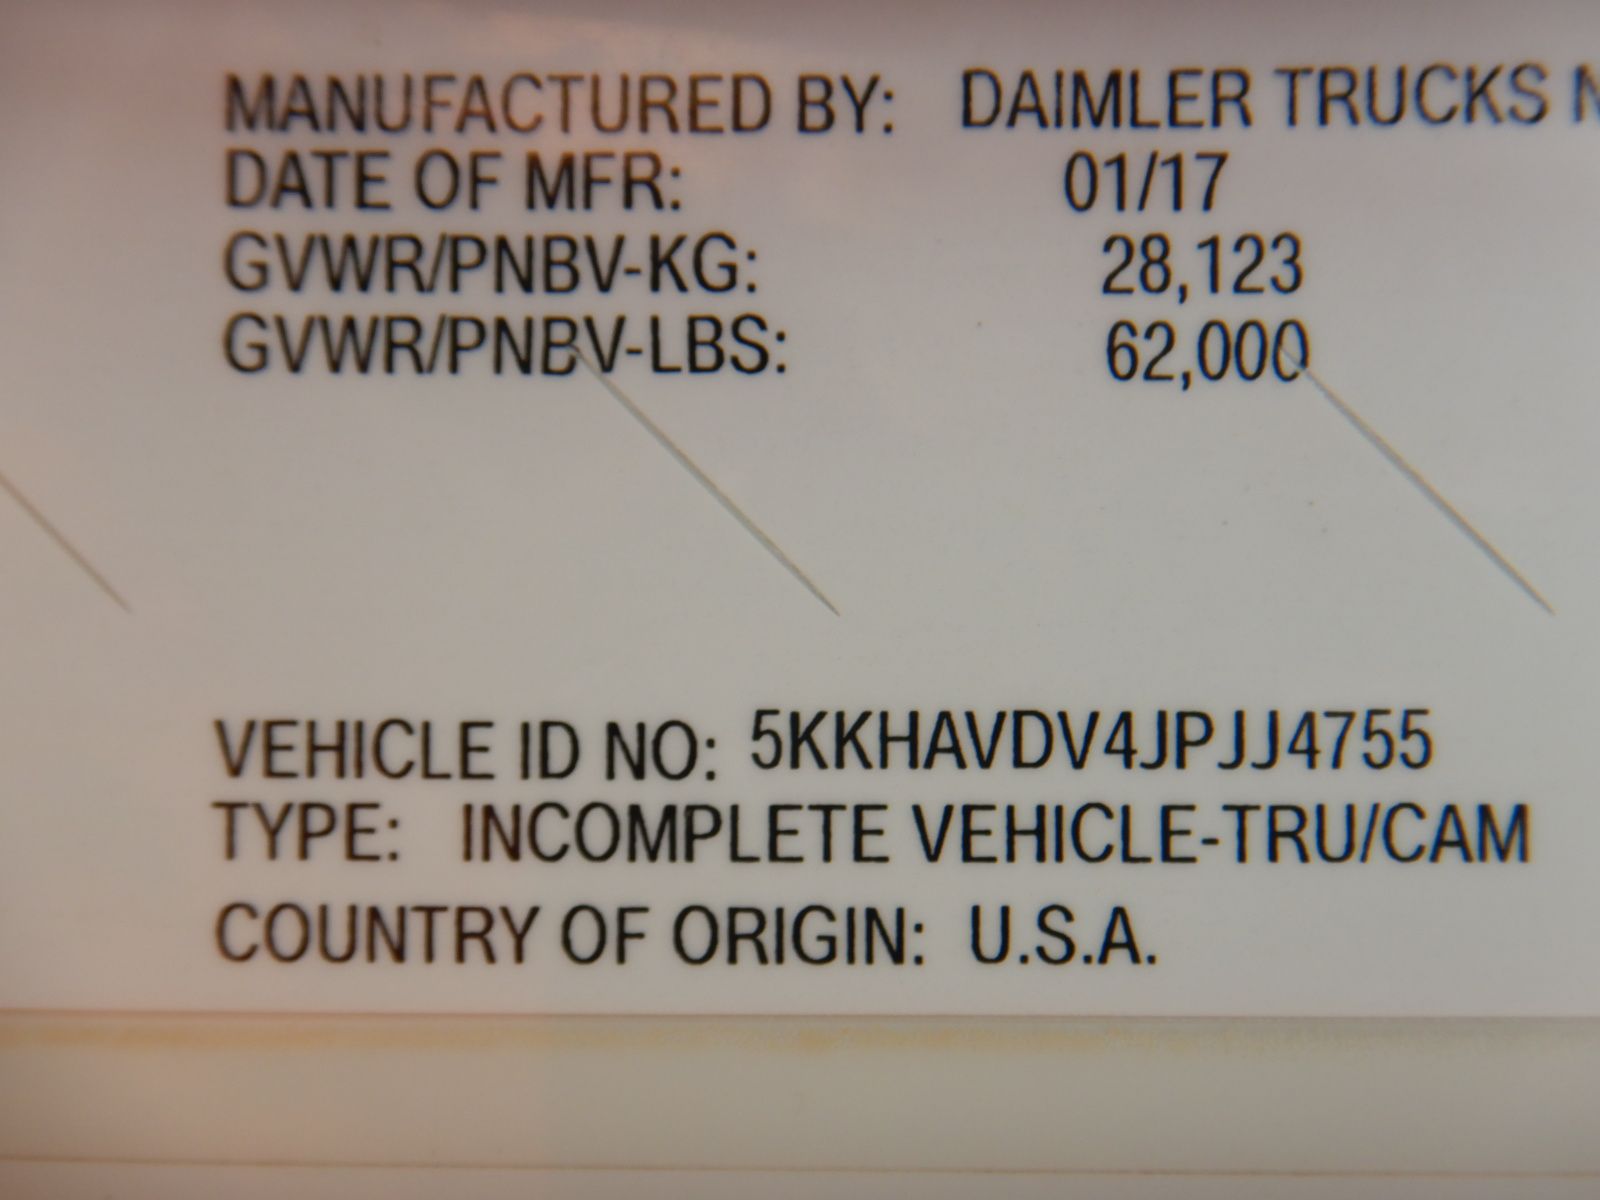 MANUFACTURED BY: DAIMLER TRUCKS
DATE OF MFR: 01/17
GVWR/PNBV-KG: 28,123
GVWR/PNBV-LBS: 62,000
VEHICLE ID NO: 5KKHAVDV4JPJJ4755
TYPE: INCOMPLETE VEHICLE-TRU/CAM
COUNTRY OF ORIGIN: U.S.A.